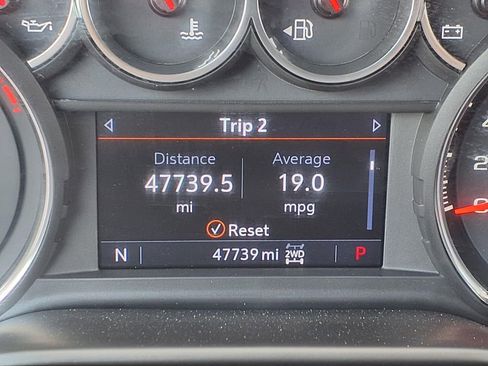 Trip 2
Distance Average
47739.5 19.0
mi mpg
Reset
N 47739 mi 2WD P